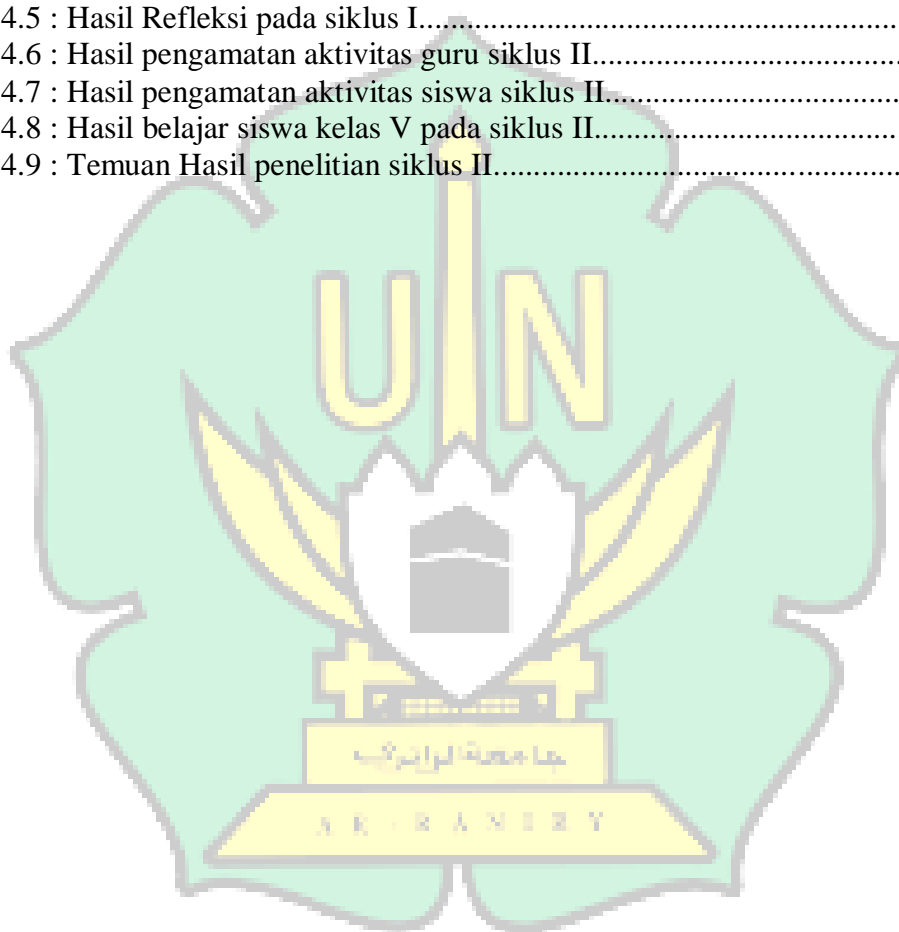 4.5 : Hasil Refleksi pada siklus I......................................................
4.6 : Hasil pengamatan aktivitas guru siklus II...................................
4.7 : Hasil pengamatan aktivitas siswa siklus II.................................
4.8 : Hasil belajar siswa kelas V pada siklus II..................................
4.9 : Temuan Hasil penelitian siklus II..............................................
UIN
جامعة الرانيري
A R - R A N I R Y